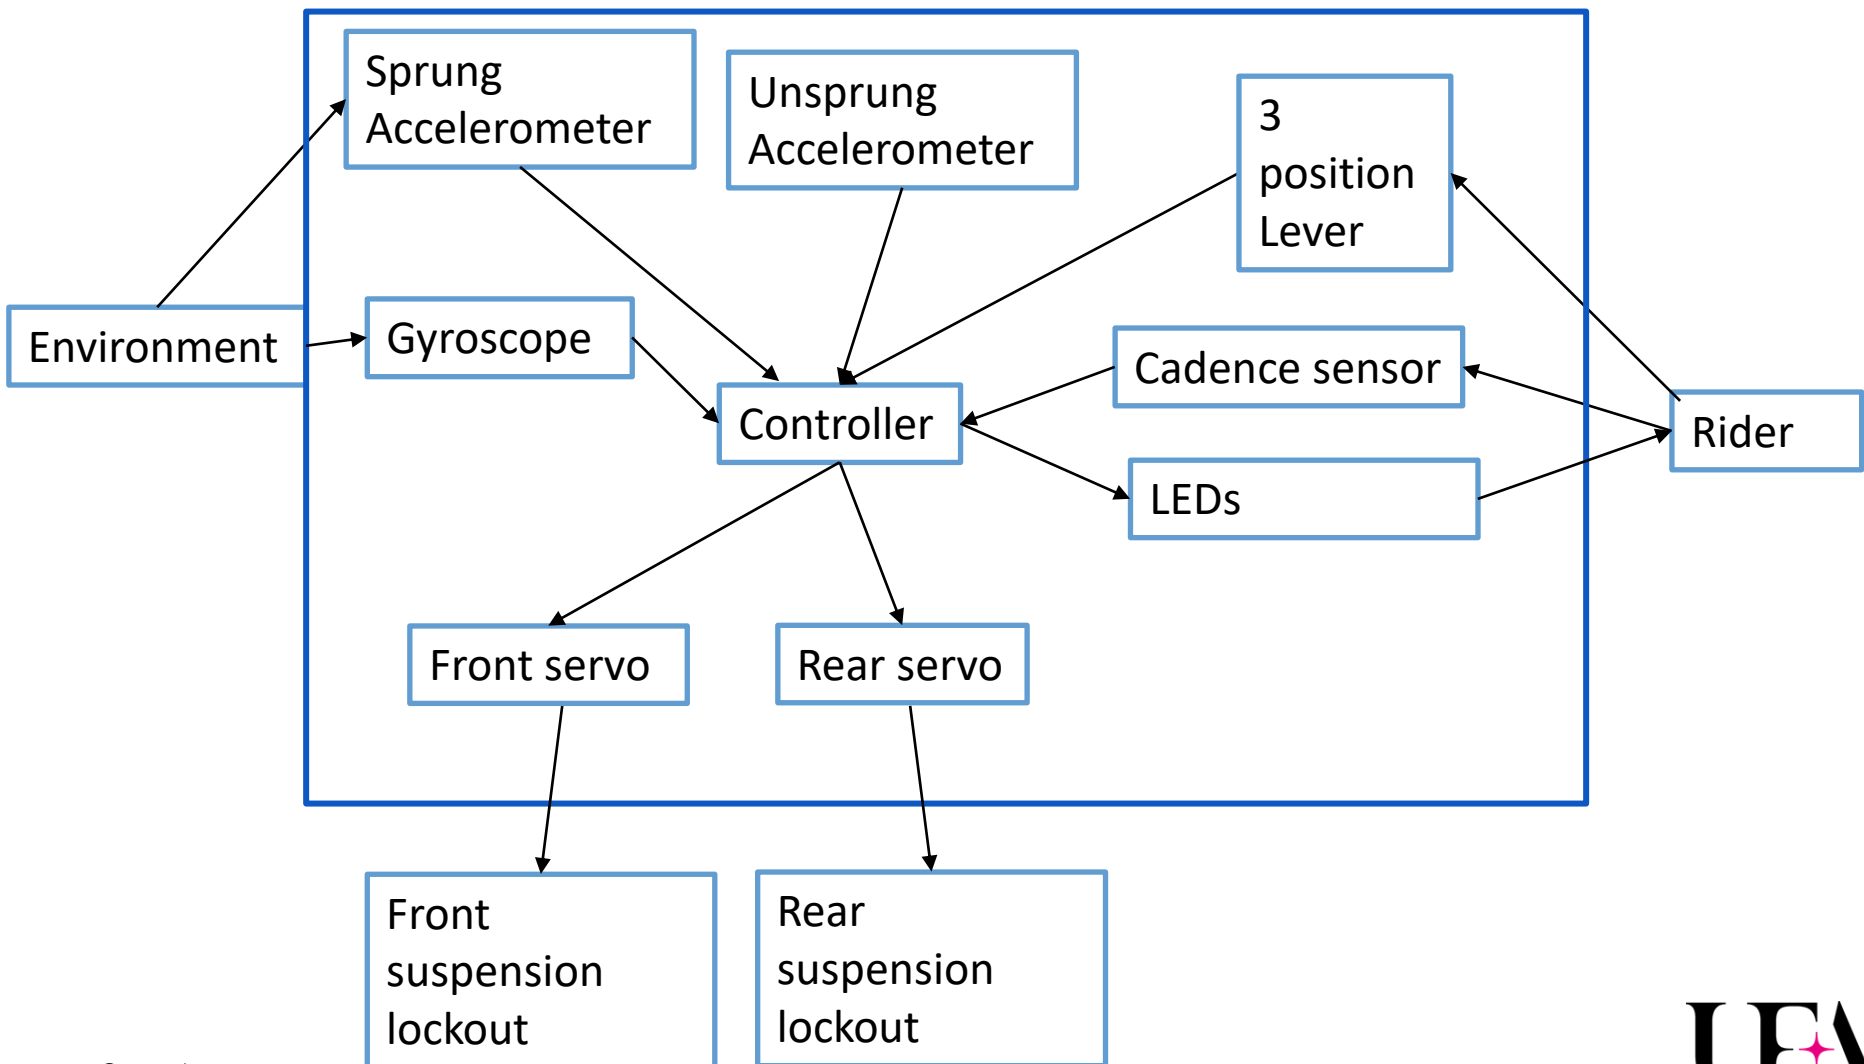 Sprung
Accelerometer
Unsprung
Accelerometer
3
position
Lever
Environment
Gyroscope
Cadence sensor
Controller
Rider
LEDs
Front servo
Rear servo
Front
suspension
lockout
Rear
suspension
lockout